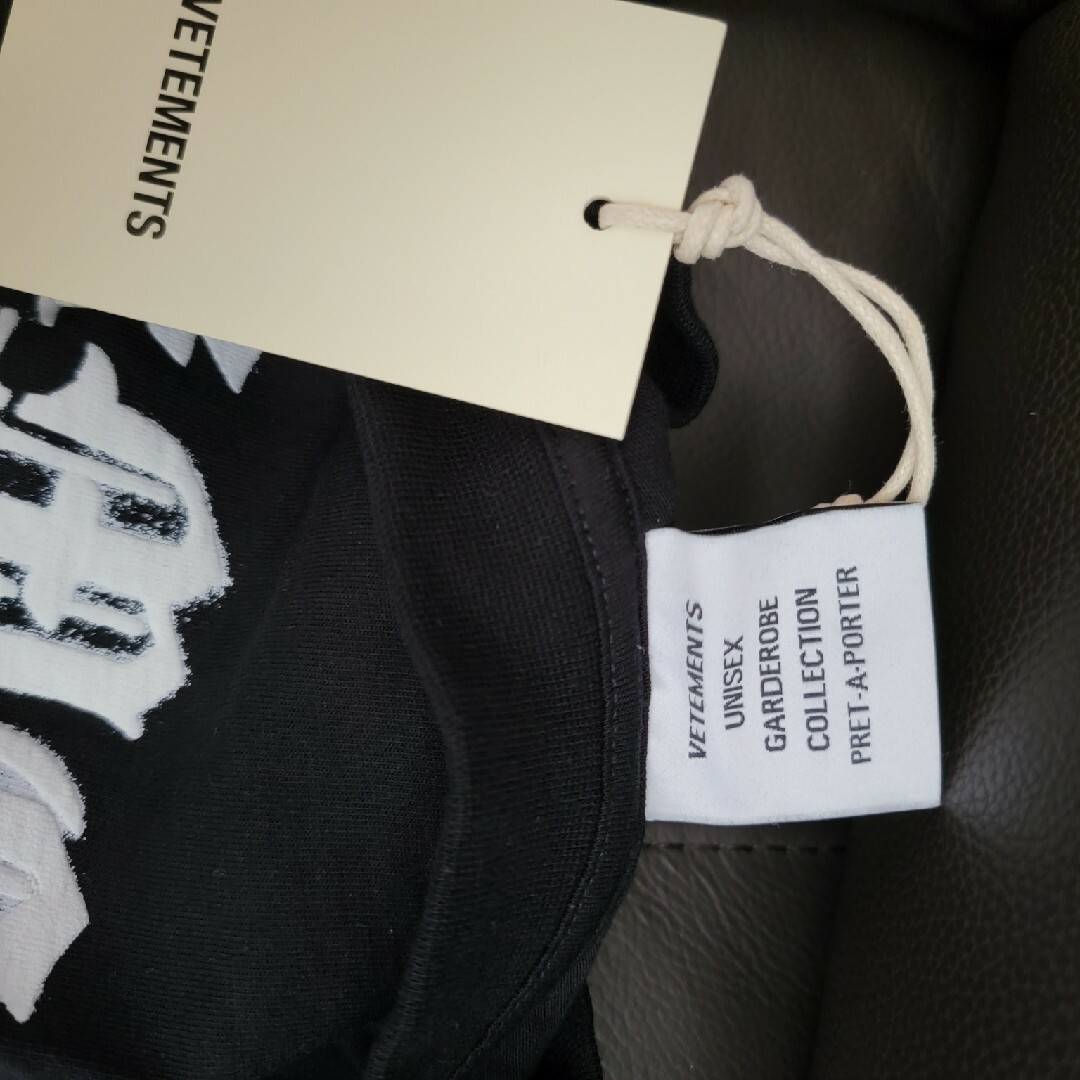 VETEMENTS
VETEMENTS
UNISEX
GARDEROBE
COLLECTION
PRET-A-PORTER